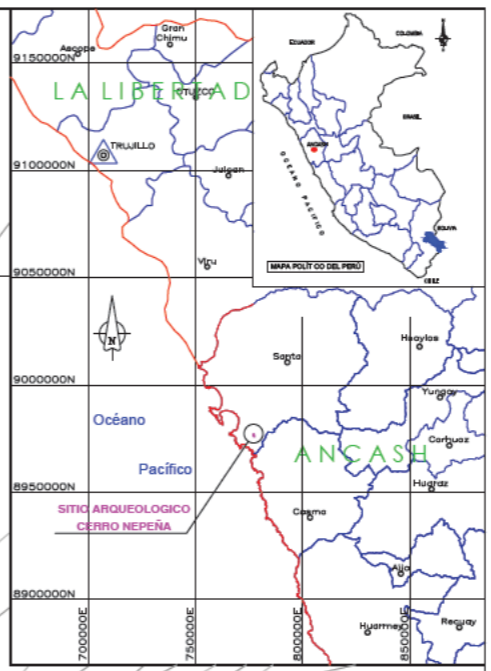 Gran
Chimu
Ascope
9150000N
LA LIBERTAD
OTUZCO
TRUJILLO
9100000N
Julcan
Viru
9050000N
ECUADOR
COLOMBIA
N
BRASIL
ANCASH
OCEANO PACIFICO
BOLIVIA
MAPA POLITICO DEL PERÚ
CHILE
N
Huaylas
Santa
9000000N
Yungay
Océano
Carhuaz
ANCASH
Pacífico
Huaraz
8950000N
SITIO ARQUEOLOGICO
CERRO NEPEÑA
Casma
Aija
8900000N
Huarmey
Recuay
700000E
750000E
800000E
850000E